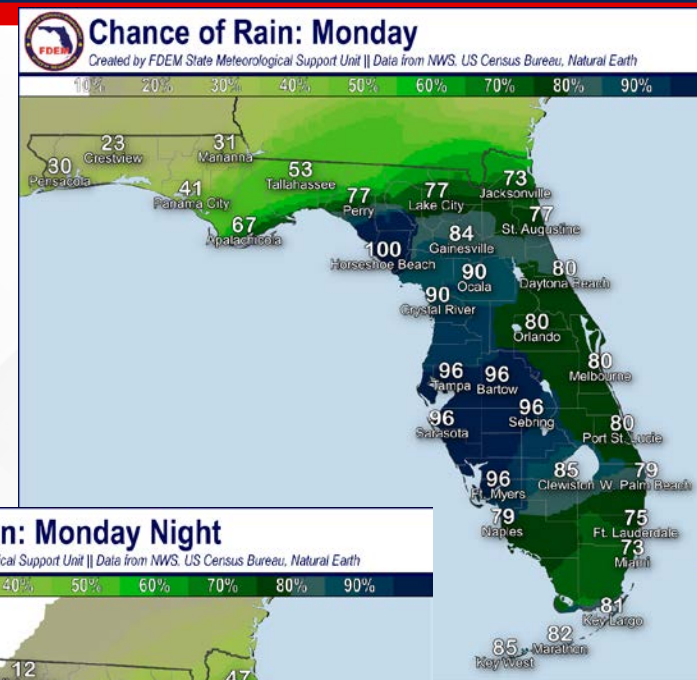 FDEM
Chance of Rain: Monday
Created by FDEM State Meteorological Support Unit || Data from NWS, US Census Bureau, Natural Earth
10% 20% 30% 40% 50% 60% 70% 80% 90%
23
Crestview
31
Marianna
30
Pensacola
53
Tallahassee
41
Panama City
67
Apalachicola
77
Perry
77
Lake City
73
Jacksonville
77
St. Augustine
84
Gainesville
100
Horseshoe Beach
90
Ocala
80
Daytona Beach
90
Crystal River
80
Orlando
80
Melbourne
96
Tampa
96
Bartow
96
Sarasota
96
Sebring
80
Port St. Lucie
96
Ft. Myers
85
Clewiston
79
W. Palm Beach
79
Naples
75
Ft. Lauderdale
73
Miami
81
Key Largo
82
Marathon
85
Key West
n: Monday Night
cal Support Unit || Data from NWS, US Census Bureau, Natural Earth
40% 50% 60% 70% 80% 90%
12
47